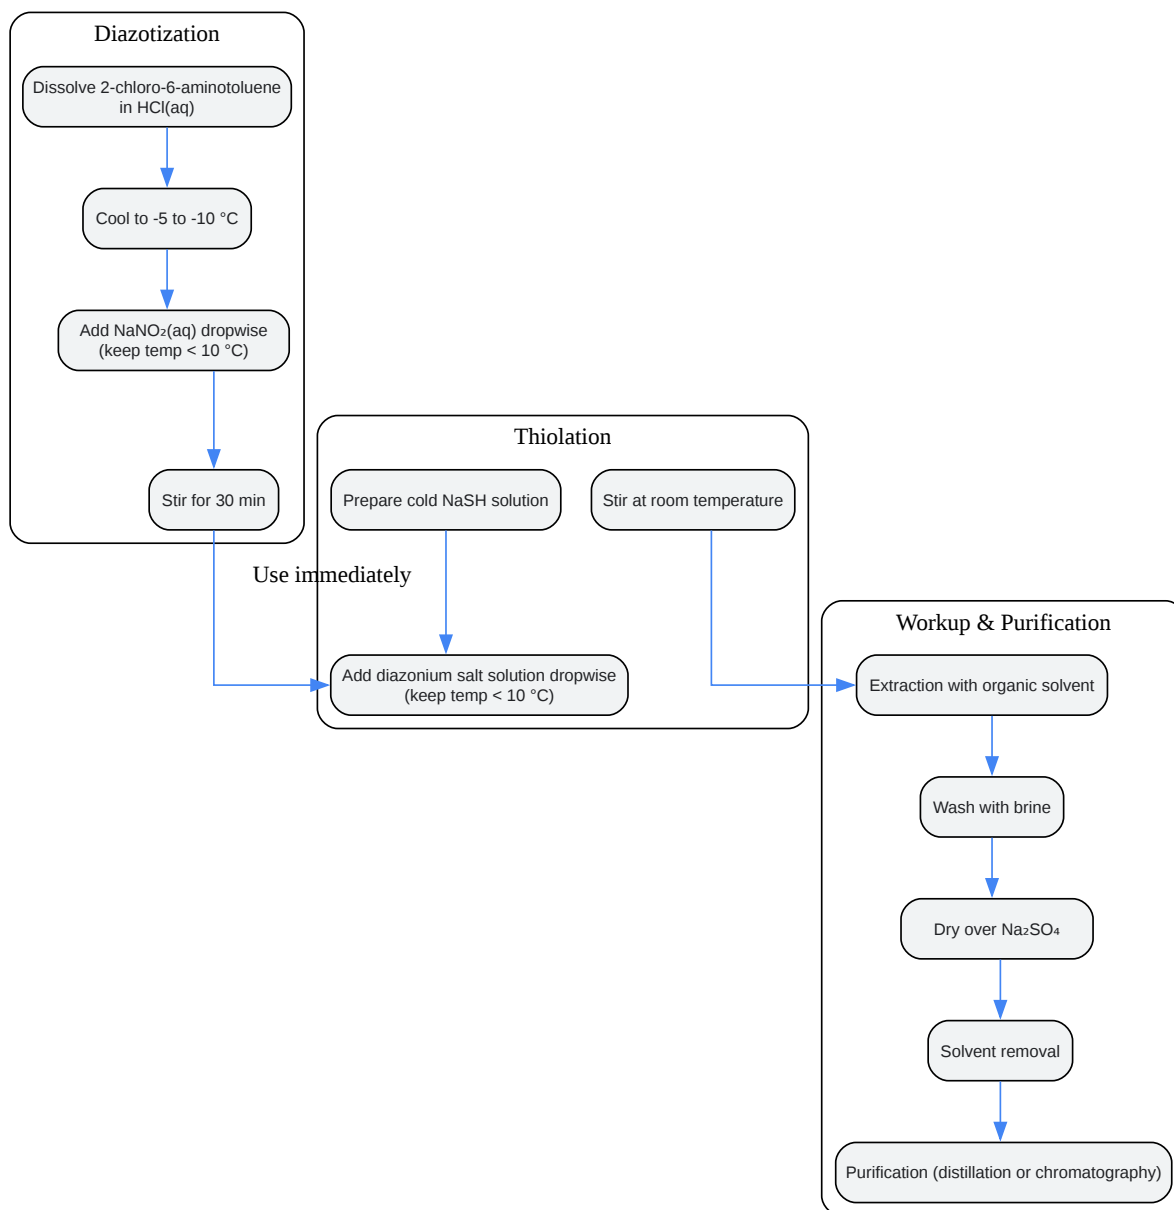 Diazotization
Dissolve 2-chloro-6-aminotoluene
in HCl(aq)
Cool to -5 to -10 °C
Add NaNO₂(aq) dropwise
(keep temp < 10 °C)
Stir for 30 min
Use immediately
Thiolation
Prepare cold NaSH solution
Stir at room temperature
Add diazonium salt solution dropwise
(keep temp < 10 °C)
Workup & Purification
Extraction with organic solvent
Wash with brine
Dry over Na₂SO₄
Solvent removal
Purification (distillation or chromatography)